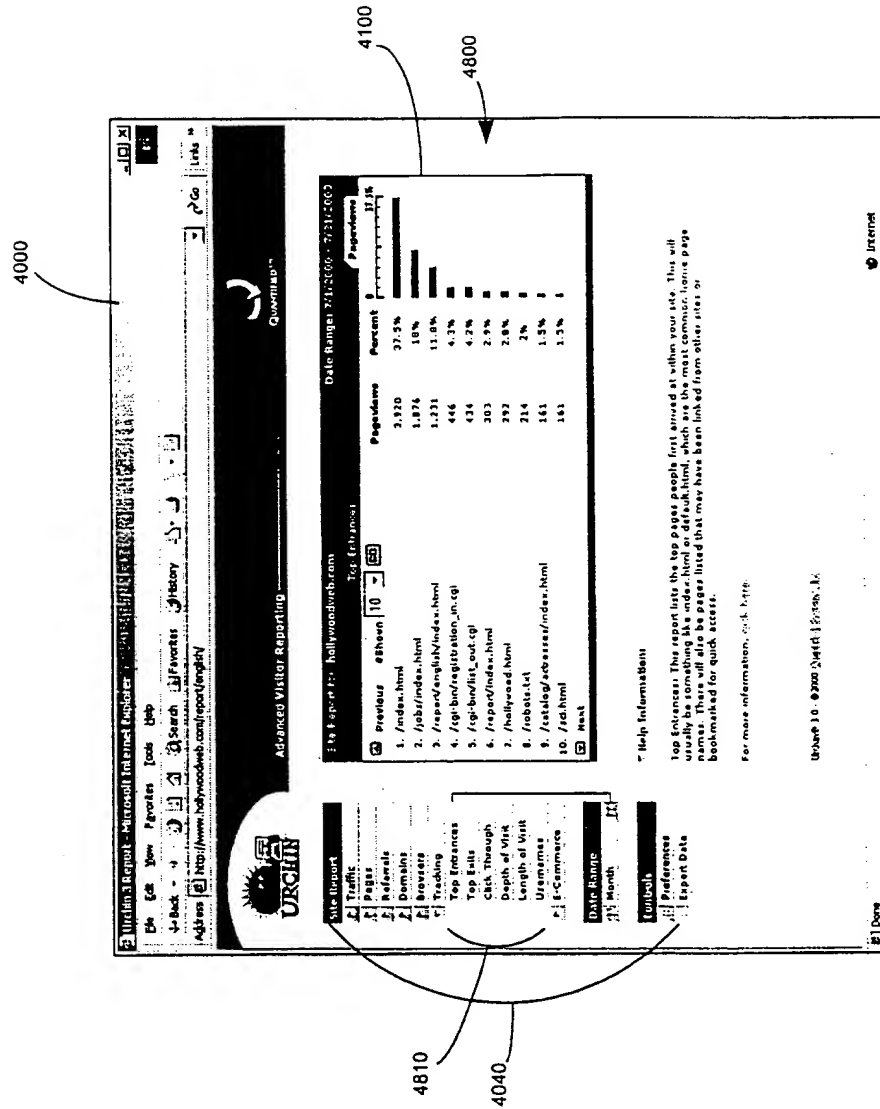 4000
Urchin 3 Report - Microsoft Internet Explorer
File Edit View Favorites Tools Help
Back Search Favorites History
Address http://www.hollywoodweb.com/report/english/ Go Links »
URCHIN
Advanced Visitor Reporting
QUANTIFIED™
Site Report
Traffic
Pages
Referrals
Domains
Browsers
Tracking
Top Entrances
Top Exits
Click Through
Depth of Visit
Length of Visit
Usernames
E-Commerce
Date Range
Month
Controls
Preferences
Export Data
Site Report for: hollywoodweb.com Date Range: 7/1/2000 - 7/31/2000
Top Entrances Pageviews
Previous #Shown 10 GO Pageviews Percent 0 37.5%
1. /index.html 3,920 37.5%
2. /jobs/index.html 1,876 18%
3. /report/english/index.html 1,231 11.8%
4. /cgi-bin/registration_in.cgi 446 4.3%
5. /cgi-bin/list_out.cgi 434 4.2%
6. /report/index.html 303 2.9%
7. /hollywood.html 292 2.8%
8. /robots.txt 214 2%
9. /catalog/actresses/index.html 161 1.5%
10. /sd.html 161 1.5%
Next
Help Information
Top Entrances: This report lists the top pages people first arrived at within your site. This will
usually be something like index.html or default.html, which are the most common home page
names. There will also be pages listed that may have been linked from other sites or
bookmarked for quick access.
For more information, click here.
Urchin 3.0 ©2000
Done Internet
4100
4800
4810
4040